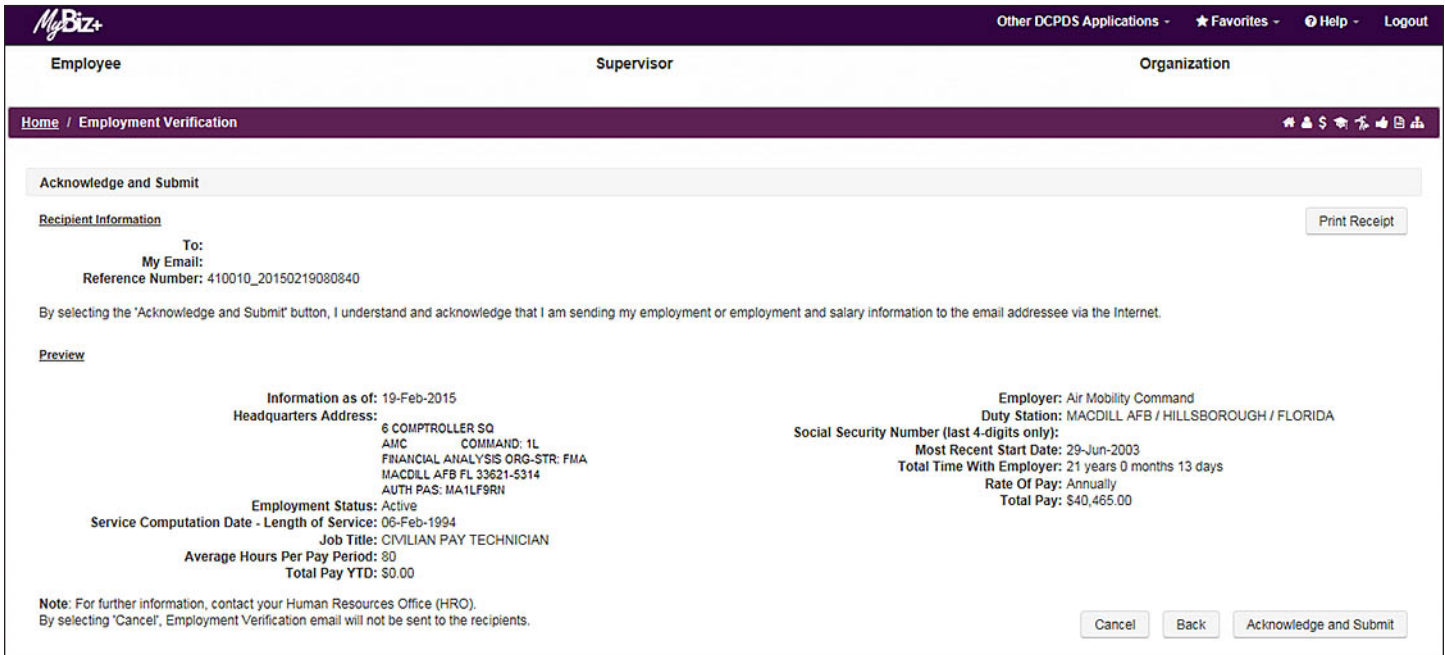 MyBiz+
Other DCPDS Applications Favorites Help Logout
Employee Supervisor Organization
Home / Employment Verification
Acknowledge and Submit
Recipient Information
Print Receipt
To:
My Email:
Reference Number: 410010_20150219080840
By selecting the 'Acknowledge and Submit' button, I understand and acknowledge that I am sending my employment or employment and salary information to the email addressee via the Internet.
Preview
Information as of: 19-Feb-2015
Headquarters Address:
6 COMPTROLLER SQ
AMC COMMAND: 1L
FINANCIAL ANALYSIS ORG-STR: FMA
MACDILL AFB FL 33621-5314
AUTH PAS: MA1LF9RN
Employment Status: Active
Service Computation Date - Length of Service: 06-Feb-1994
Job Title: CIVILIAN PAY TECHNICIAN
Average Hours Per Pay Period: 80
Total Pay YTD: $0.00
Employer: Air Mobility Command
Duty Station: MACDILL AFB / HILLSBOROUGH / FLORIDA
Social Security Number (last 4-digits only):
Most Recent Start Date: 29-Jun-2003
Total Time With Employer: 21 years 0 months 13 days
Rate Of Pay: Annually
Total Pay: $40,465.00
Note: For further information, contact your Human Resources Office (HRO).
By selecting 'Cancel', Employment Verification email will not be sent to the recipients.
Cancel Back Acknowledge and Submit